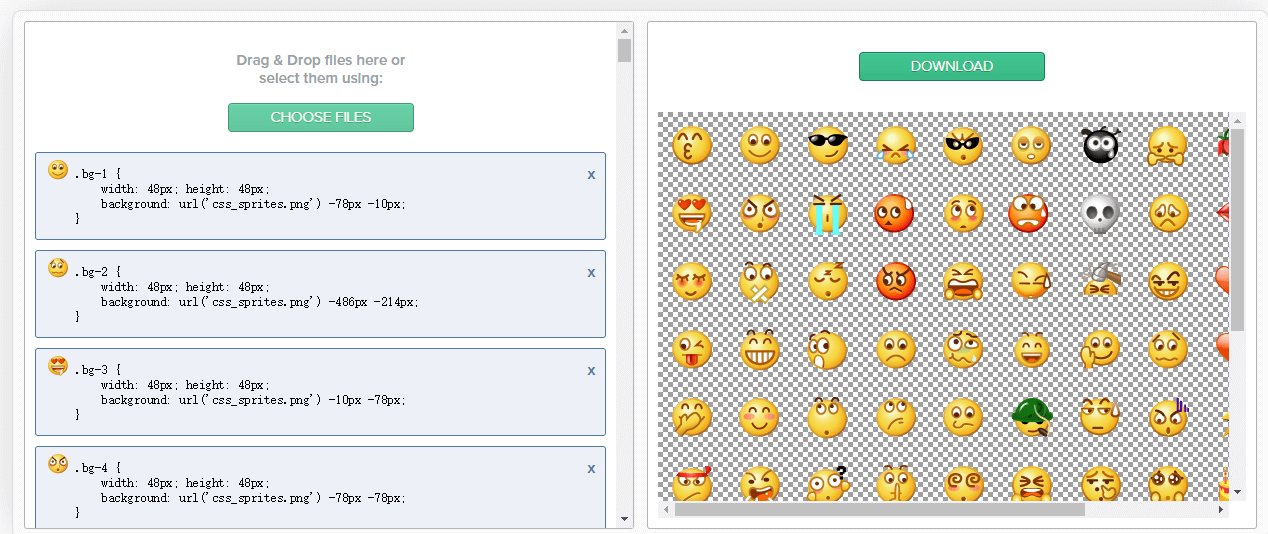 Drag & Drop files here or
select them using:
CHOOSE FILES
.bg-1 {
width: 48px; height: 48px;
background: url('css_sprites.png') -78px -10px;
}
x
.bg-2 {
width: 48px; height: 48px;
background: url('css_sprites.png') -486px -214px;
}
x
.bg-3 {
width: 48px; height: 48px;
background: url('css_sprites.png') -10px -78px;
}
x
.bg-4 {
width: 48px; height: 48px;
background: url('css_sprites.png') -78px -78px;
}
x
DOWNLOAD